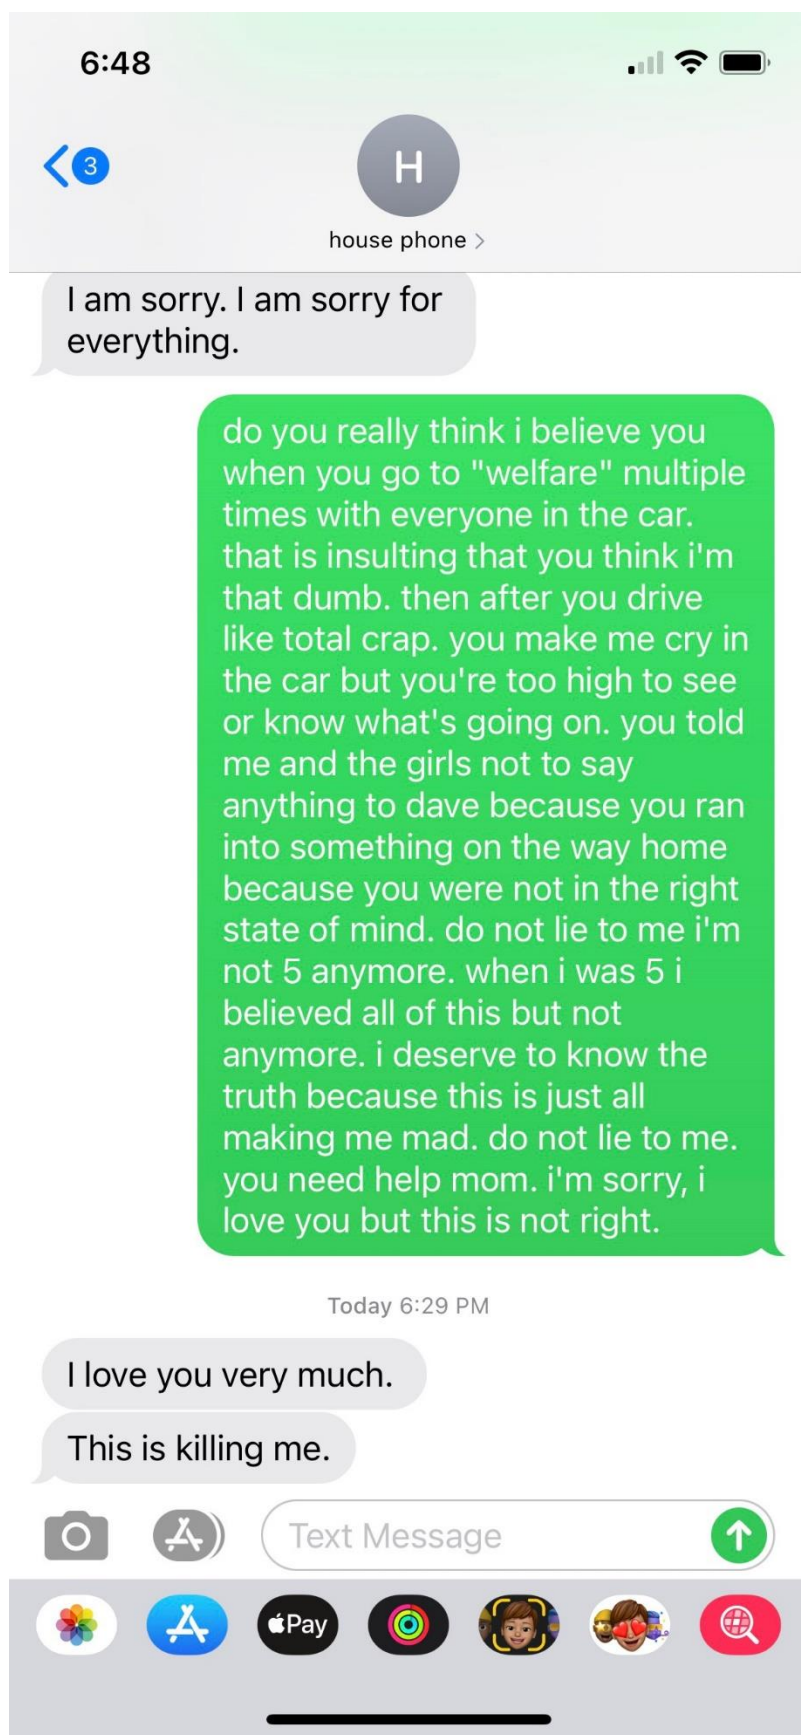 6:48
3
H
house phone
I am sorry. I am sorry for
everything.
do you really think i believe you
when you go to "welfare" multiple
times with everyone in the car.
that is insulting that you think i'm
that dumb. then after you drive
like total crap. you make me cry in
the car but you're too high to see
or know what's going on. you told
me and the girls not to say
anything to dave because you ran
into something on the way home
because you were not in the right
state of mind. do not lie to me i'm
not 5 anymore. when i was 5 i
believed all of this but not
anymore. i deserve to know the
truth because this is just all
making me mad. do not lie to me.
you need help mom. i'm sorry, i
love you but this is not right.
Today 6:29 PM
I love you very much.
This is killing me.
Text Message
Pay